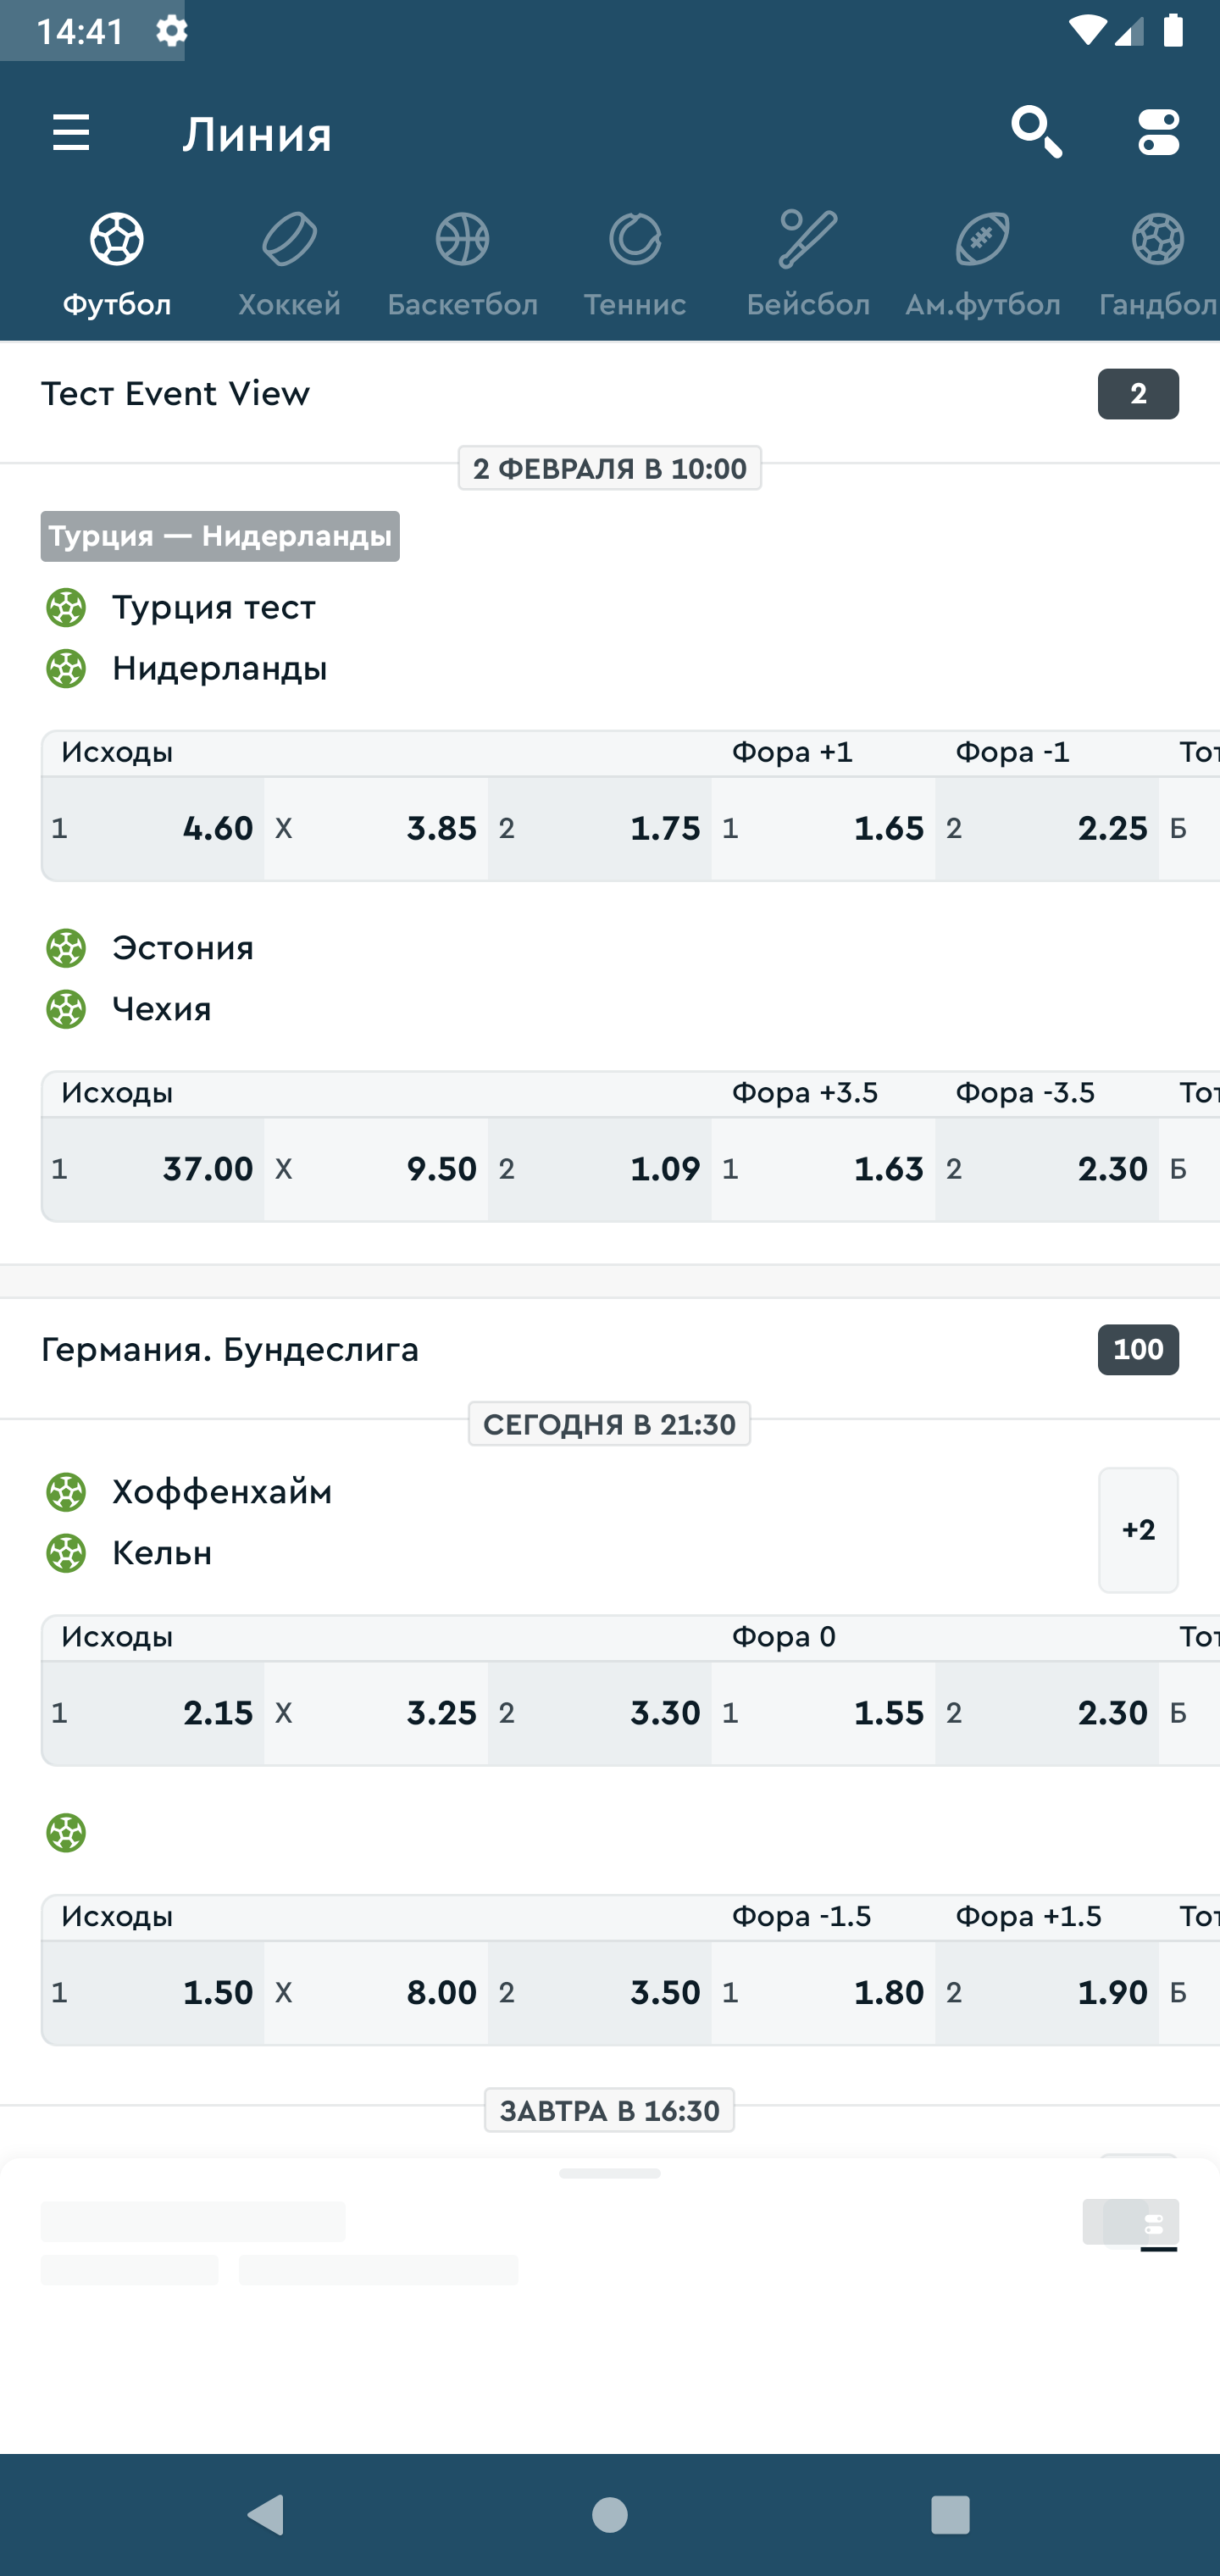 14:41
Линия
Футбол Хоккей Баскетбол Теннис Бейсбол Ам.футбол Гандбол
Тест Event View 2
2 ФЕВРАЛЯ В 10:00
Турция — Нидерланды
Турция тест
Нидерланды
Исходы Фора +1 Фора -1 Тот
1 4.60 X 3.85 2 1.75 1 1.65 2 2.25 Б
Эстония
Чехия
Исходы Фора +3.5 Фора -3.5 Тот
1 37.00 X 9.50 2 1.09 1 1.63 2 2.30 Б
Германия. Бундеслига 100
СЕГОДНЯ В 21:30
Хоффенхайм
+2
Кельн
Исходы Фора 0 Тот
1 2.15 X 3.25 2 3.30 1 1.55 2 2.30 Б
Исходы Фора -1.5 Фора +1.5 Тот
1 1.50 X 8.00 2 3.50 1 1.80 2 1.90 Б
ЗАВТРА В 16:30